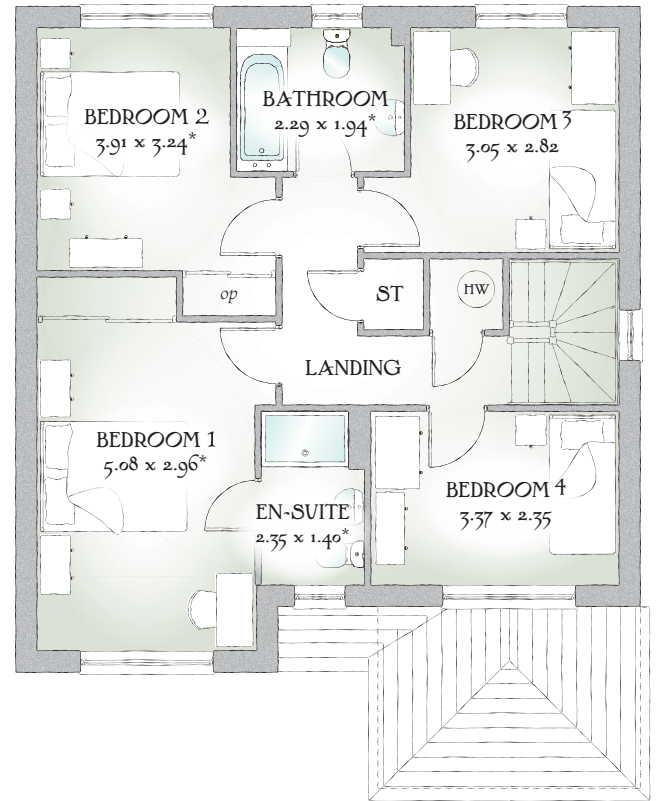 BEDROOM 2
3.91 x 3.24*
BATHROOM
2.29 x 1.94*
BEDROOM 3
3.05 x 2.82
op
ST
HW
LANDING
BEDROOM 1
5.08 x 2.96*
EN-SUITE
2.35 x 1.40*
BEDROOM 4
3.37 x 2.35